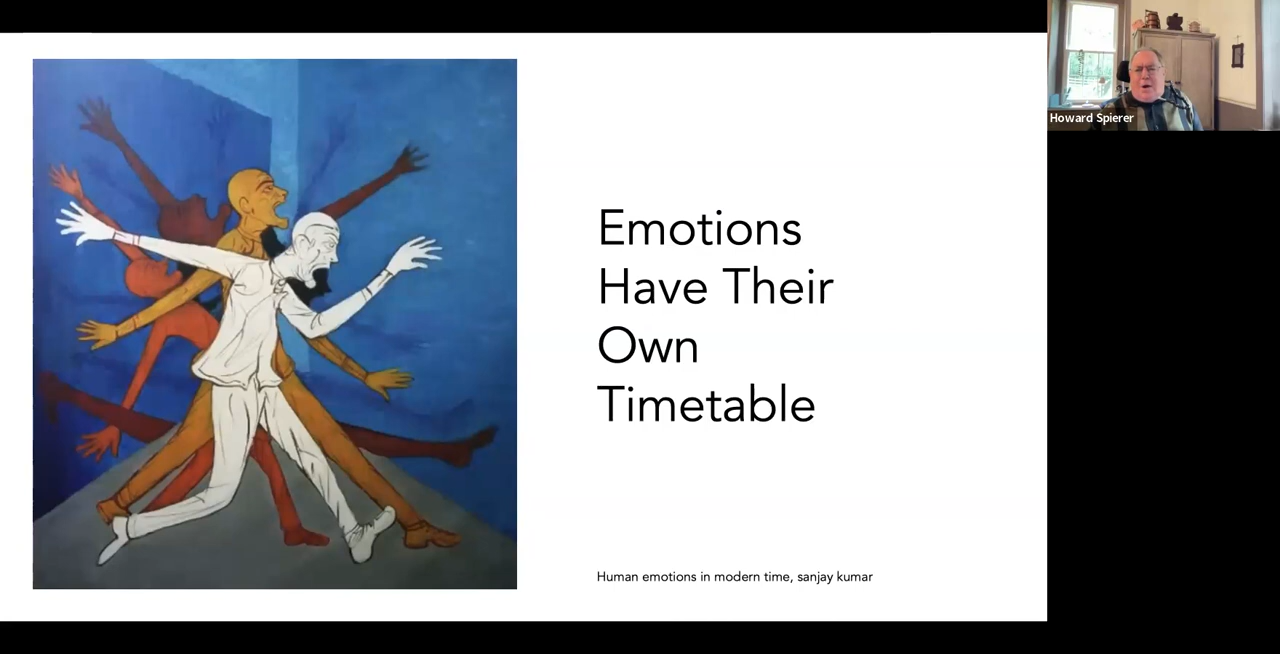 Howard Spierer
Emotions
Have Their
Own
Timetable
Human emotions in modern time, sanjay kumar